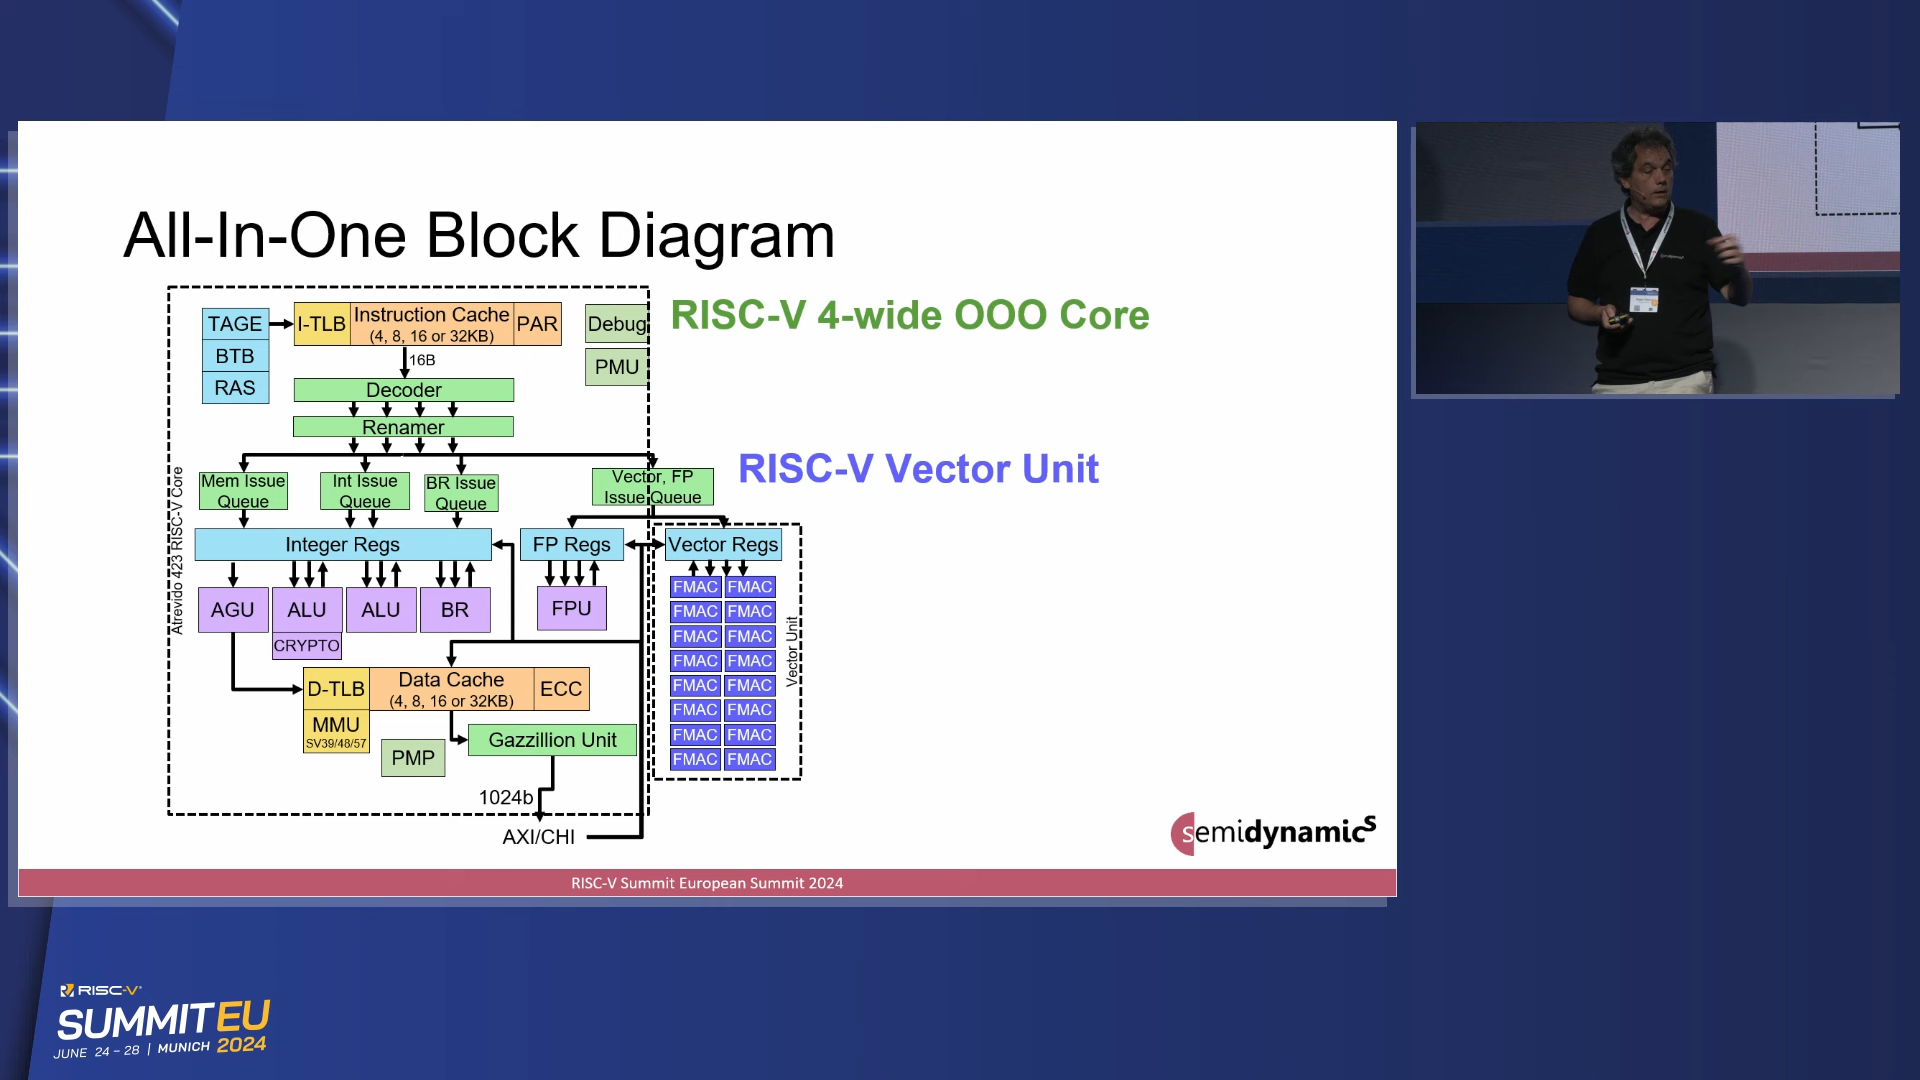 All-In-One Block Diagram
RISC-V 4-wide OOO Core
RISC-V Vector Unit
TAGE
BTB
RAS
I-TLB
Instruction Cache
(4, 8, 16 or 32KB)
PAR
Debug
PMU
16B
Decoder
Renamer
Atrevido 423 RISC-V Core
Mem Issue
Queue
Int Issue
Queue
BR Issue
Queue
Vector, FP
Issue Queue
Integer Regs
FP Regs
Vector Regs
AGU
ALU
ALU
BR
FPU
CRYPTO
FMAC FMAC
FMAC FMAC
FMAC FMAC
FMAC FMAC
FMAC FMAC
FMAC FMAC
FMAC FMAC
FMAC FMAC
Vector Unit
D-TLB
Data Cache
(4, 8, 16 or 32KB)
ECC
MMU
SV39/48/57
PMP
Gazzillion Unit
1024b
AXI/CHI
semidynamics
RISC-V Summit European Summit 2024
RISC-V
SUMMIT EU
JUNE 24 – 28 | MUNICH 2024